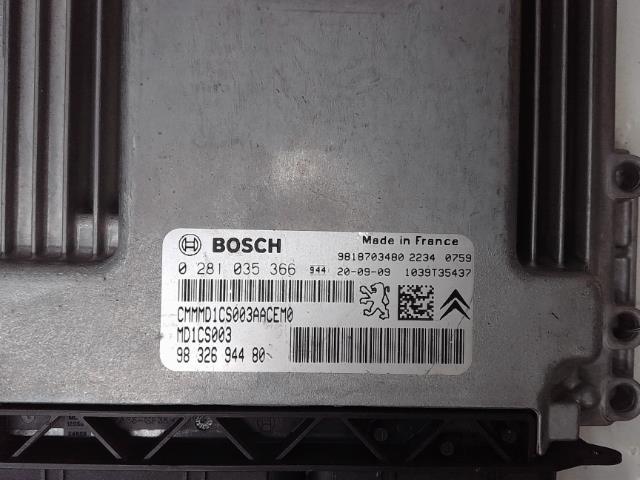 BOSCH Made in France
9818703480 2234 0759
0 281 035 366 944 20-09-09 1039T35437
CMMMD1CS003AACEM0
MD1CS003
98 326 944 80